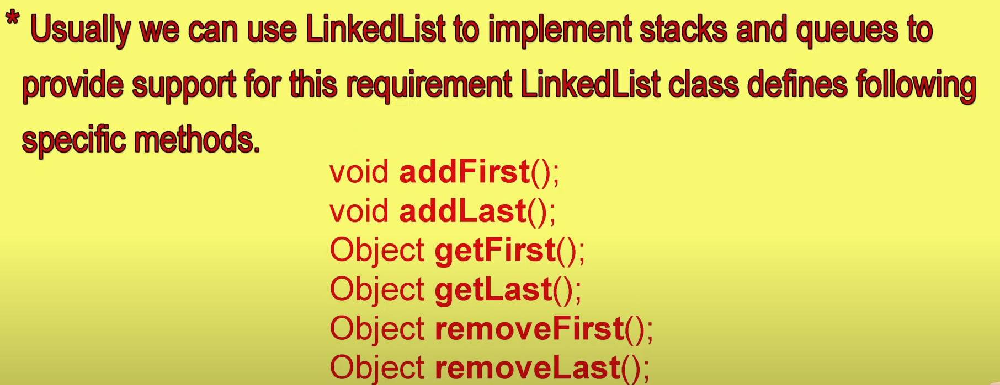 * Usually we can use LinkedList to implement stacks and queues to
provide support for this requirement LinkedList class defines following
specific methods.
void addFirst();
void addLast();
Object getFirst();
Object getLast();
Object removeFirst();
Object removeLast();